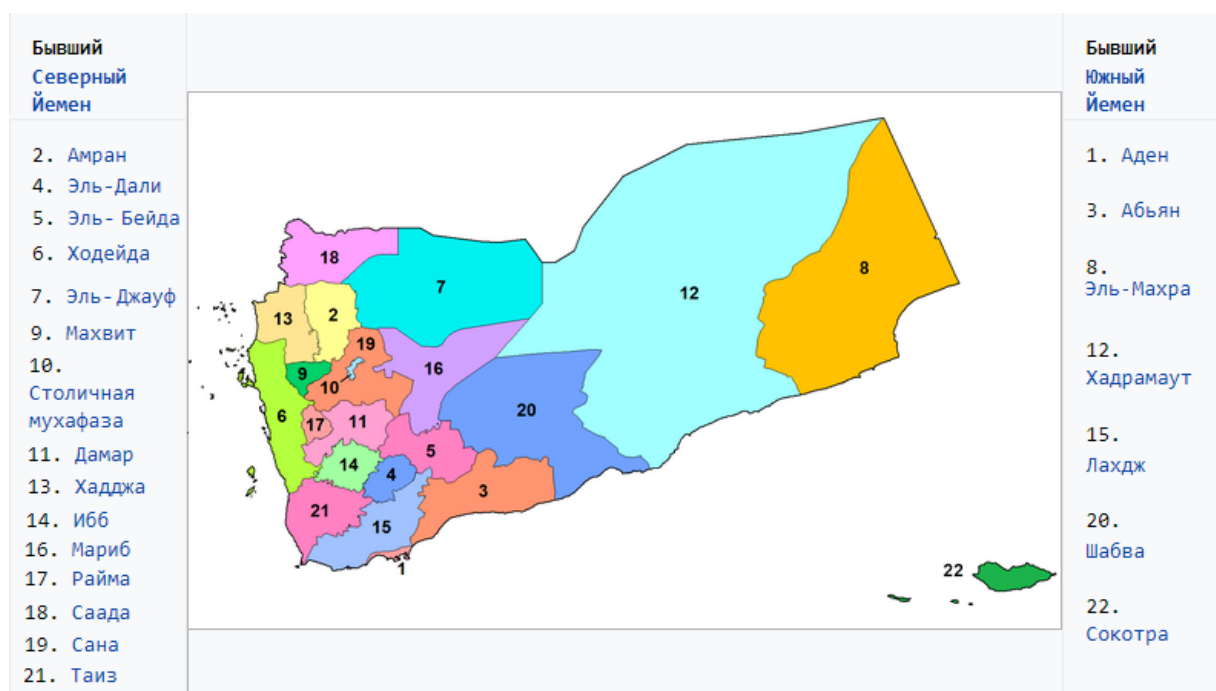 Бывший
Северный
Йемен
2. Амран
4. Эль-Дали
5. Эль- Бейда
6. Ходейда
7. Эль-Джауф
9. Махвит
10.
Столичная
мухафаза
11. Дамар
13. Хадджа
14. Ибб
16. Мариб
17. Райма
18. Саада
19. Сана
21. Таиз
18
7
12
8
13
2
19
16
9
10
6
17
11
20
5
14
4
3
21
15
1
22
Бывший
Южный
Йемен
1. Аден
3. Абьян
8.
Эль-Махра
12.
Хадрамаут
15.
Лахдж
20.
Шабва
22.
Сокотра